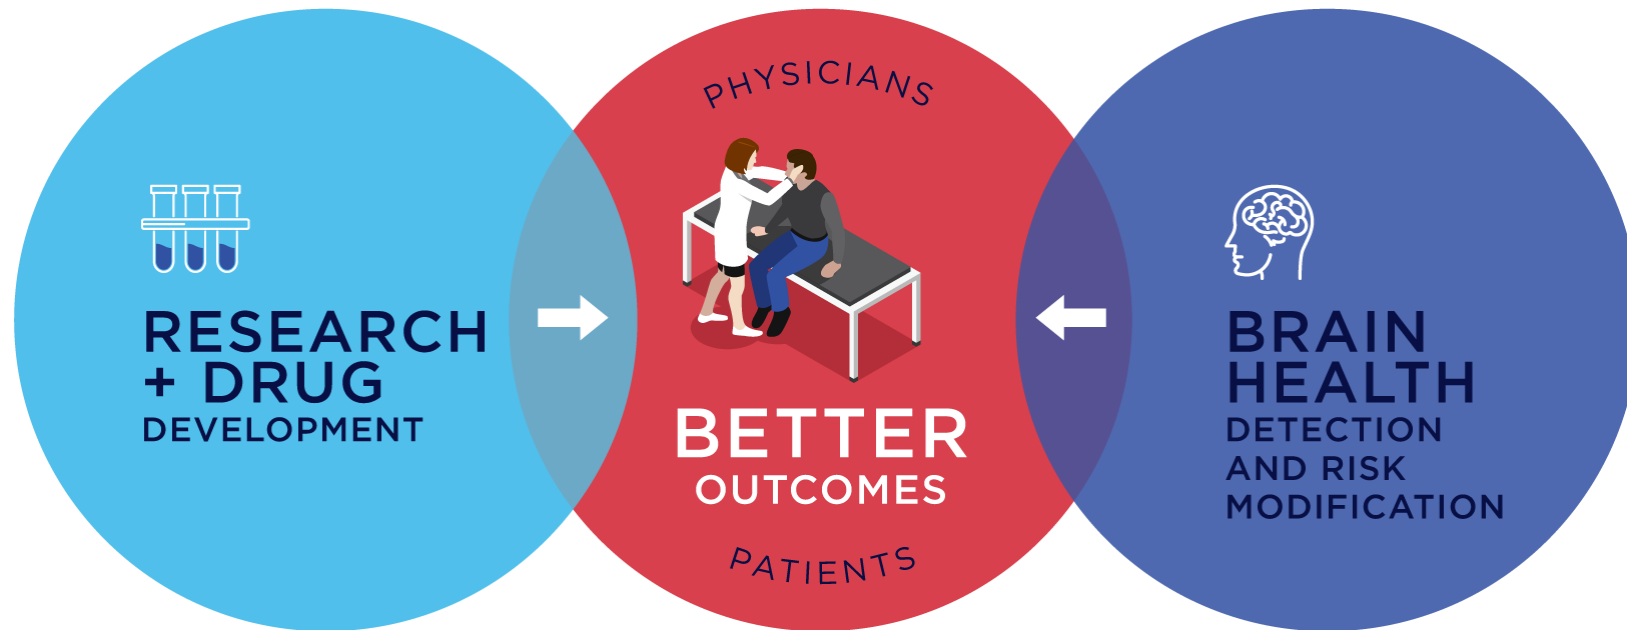 RESEARCH
+ DRUG
DEVELOPMENT
PHYSICIANS
BETTER
OUTCOMES
PATIENTS
BRAIN
HEALTH
DETECTION
AND RISK
MODIFICATION